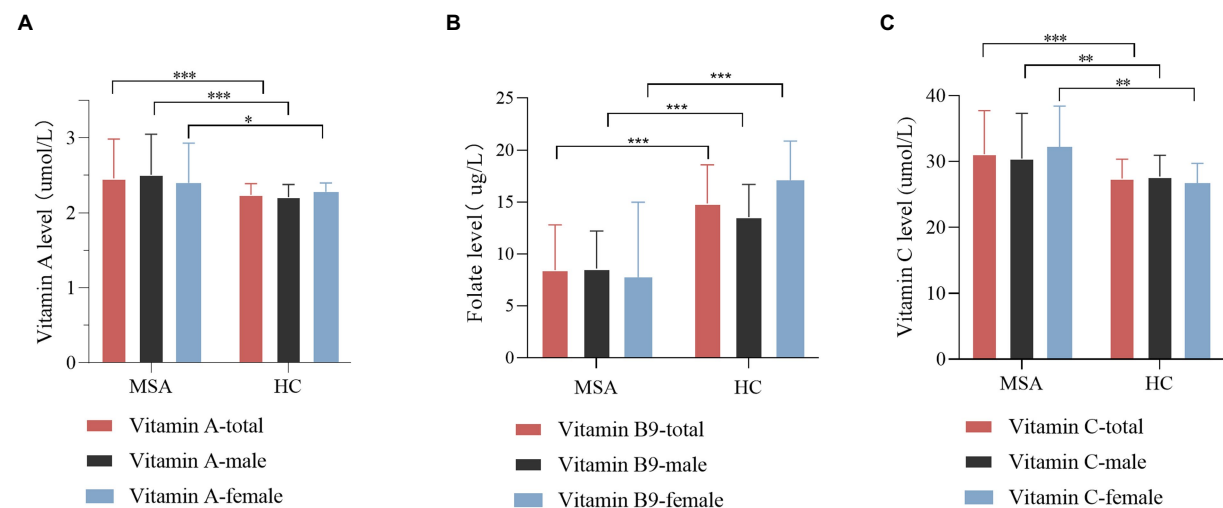 A
***
***
*
Vitamin A level (umol/L)
3
2
1
0
MSA
HC
Vitamin A-total
Vitamin A-male
Vitamin A-female
B
***
***
***
Folate level( ug/L)
25
20
15
10
5
0
MSA
HC
Vitamin B9-total
Vitamin B9-male
Vitamin B9-female
C
***
**
**
Vitamin C level (umol/L)
40
30
20
10
0
MSA
HC
Vitamin C-total
Vitamin C-male
Vitamin C-female